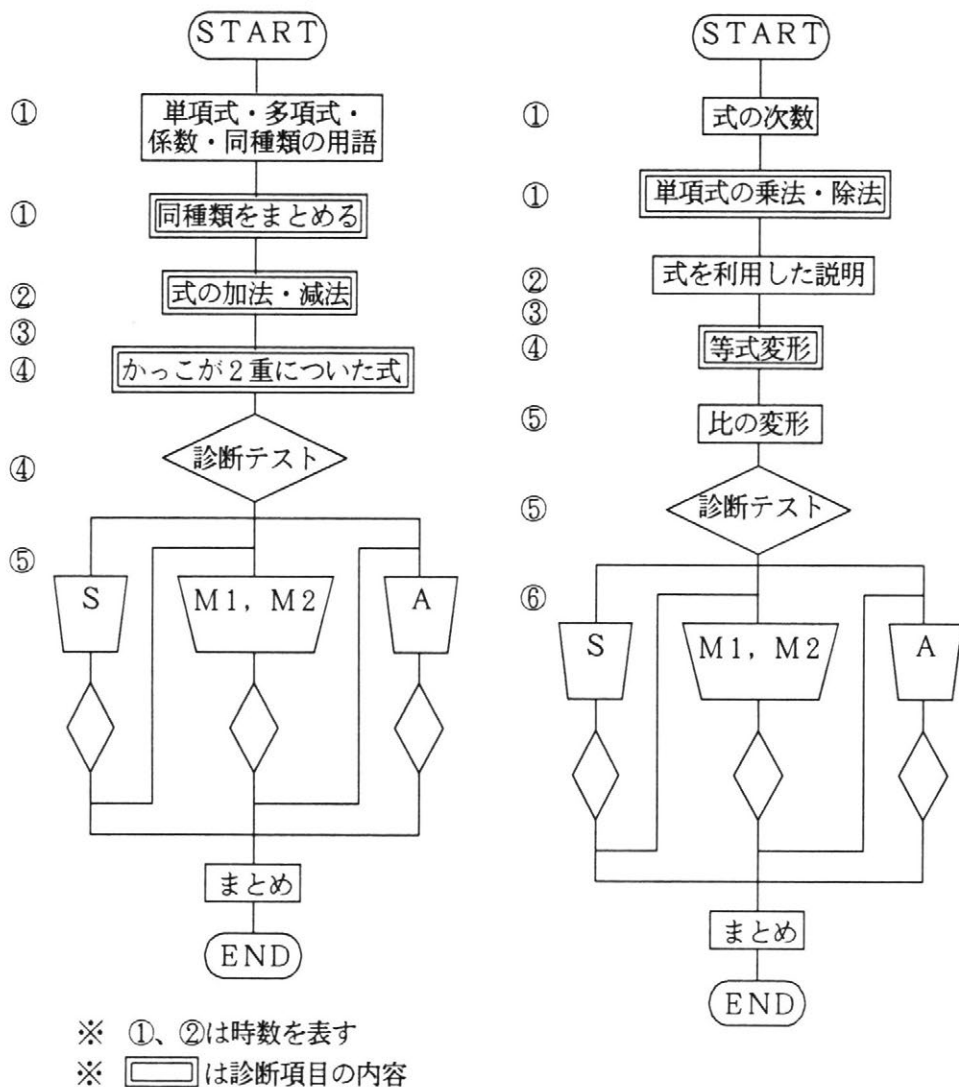 START
①
単項式・多項式・
係数・同種類の用語
①
同種類をまとめる
②
式の加法・減法
③
④
かっこが2重についた式
④
診断テスト
⑤
S
M1, M2
A
まとめ
END
START
①
式の次数
①
単項式の乗法・除法
②
式を利用した説明
③
④
等式変形
⑤
比の変形
⑤
診断テスト
⑥
S
M1, M2
A
まとめ
END
※ ①、②は時数を表す
※ は診断項目の内容